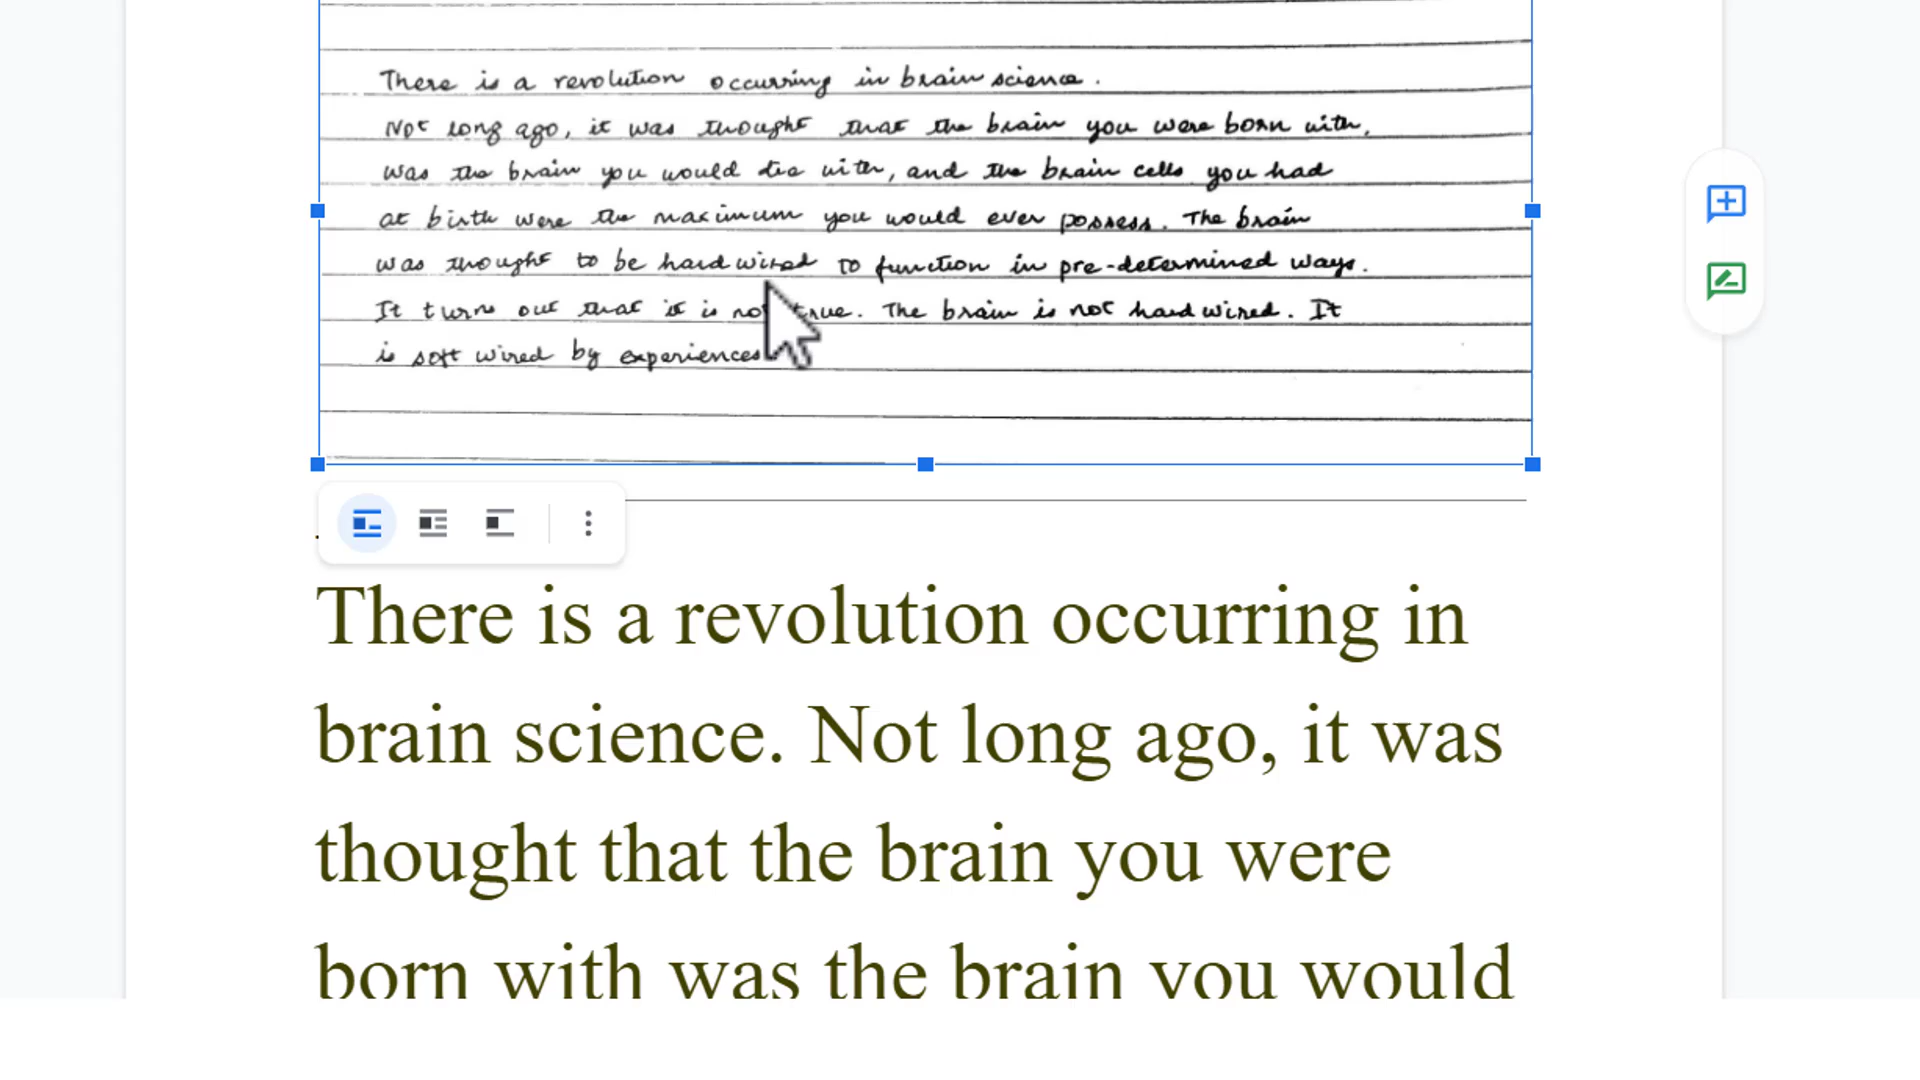 There is a revolution occurring in brain science.
Not long ago, it was thought that the brain you were born with,
was the brain you would die with, and the brain cells you had
at birth were the maximum you would ever possess. The brain
was thought to be hard wired to function in pre-determined ways.
It turns out that it is not true. The brain is not hard wired. It
is soft wired by experiences
There is a revolution occurring in
brain science. Not long ago, it was
thought that the brain you were
born with was the brain you would